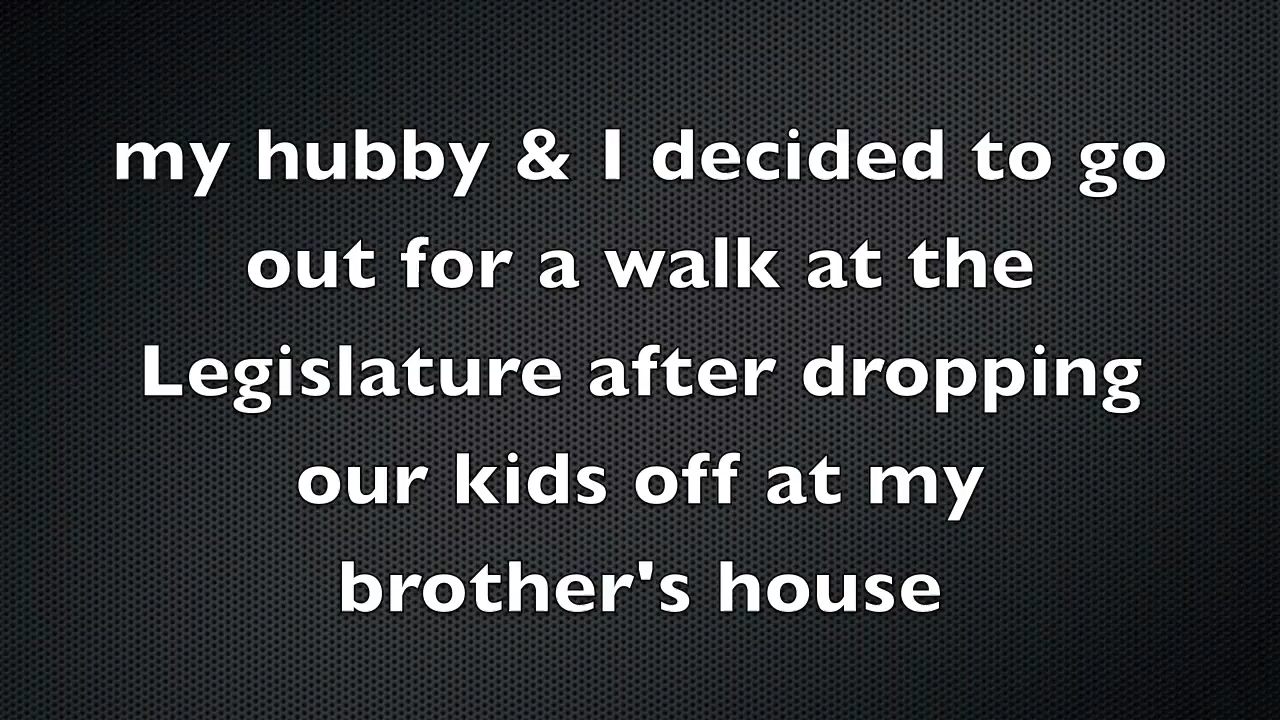 my hubby & I decided to go
out for a walk at the
Legislature after dropping
our kids off at my
brother's house